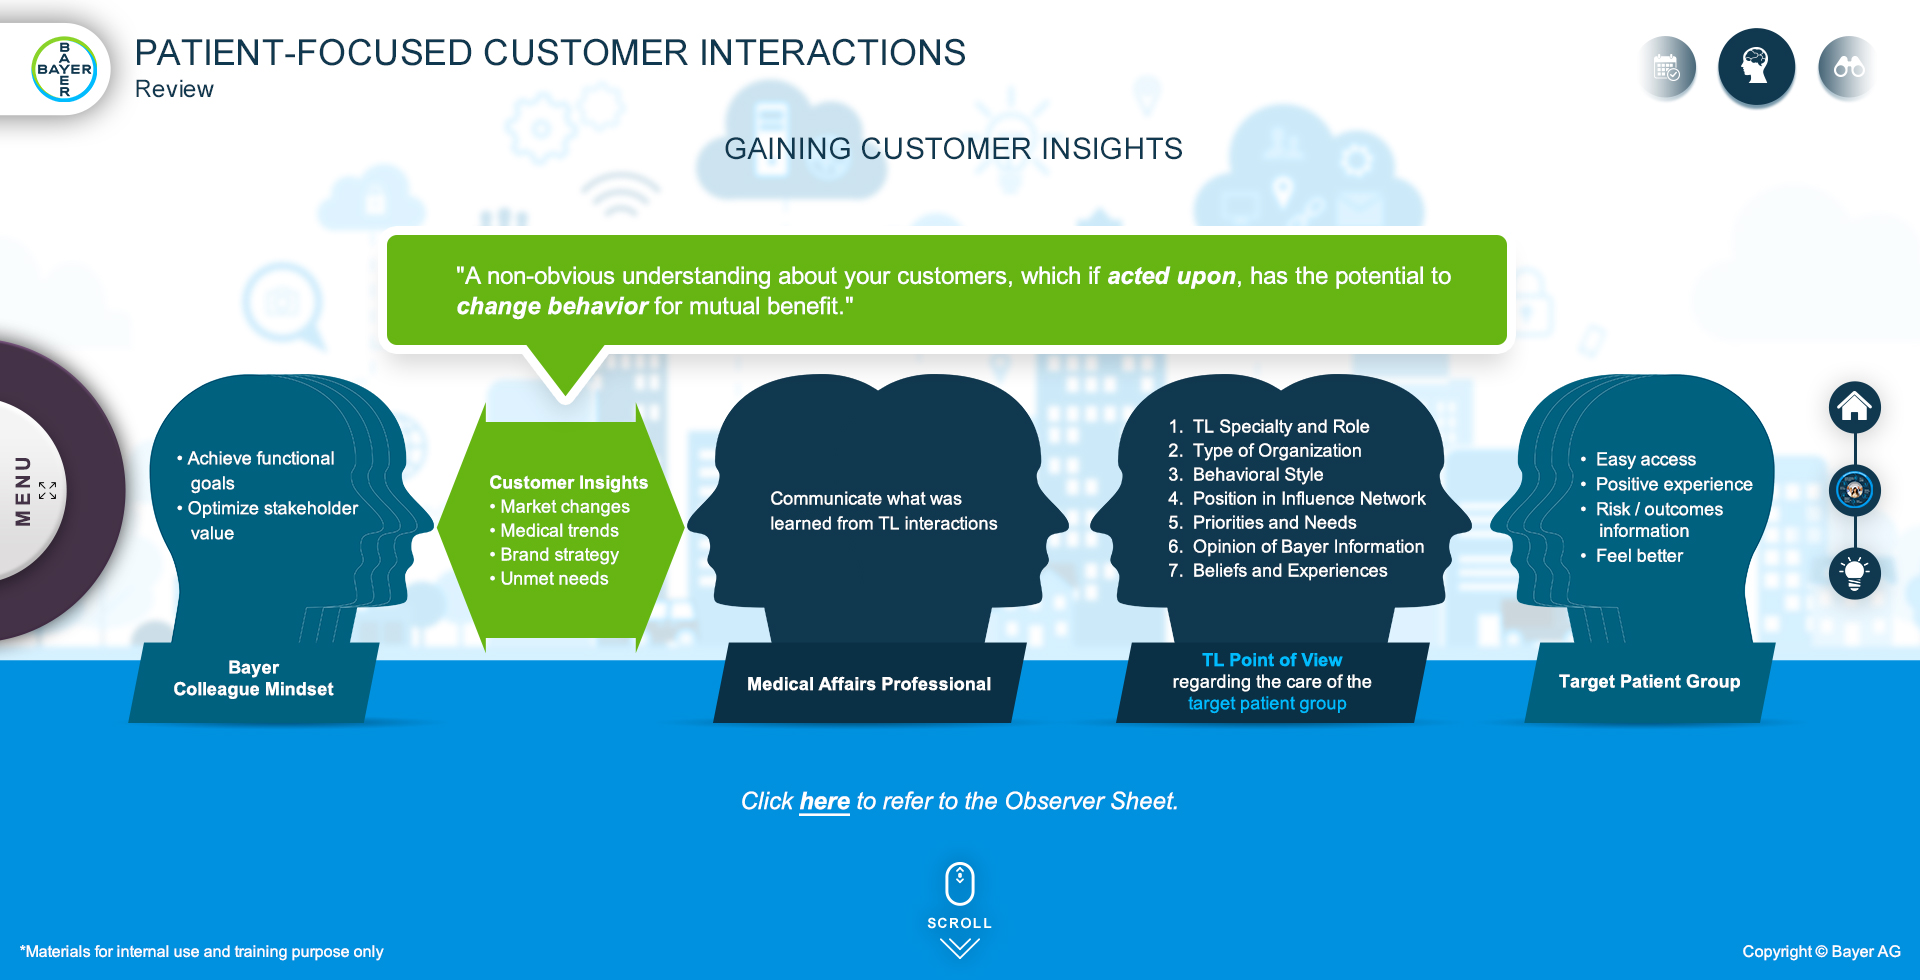 BAYER
BAYER
PATIENT-FOCUSED CUSTOMER INTERACTIONS
Review
GAINING CUSTOMER INSIGHTS
"A non-obvious understanding about your customers, which if acted upon, has the potential to
change behavior for mutual benefit."
MENU
• Achieve functional
goals
• Optimize stakeholder
value
Bayer
Colleague Mindset
Customer Insights
• Market changes
• Medical trends
• Brand strategy
• Unmet needs
Communicate what was
learned from TL interactions
Medical Affairs Professional
1. TL Specialty and Role
2. Type of Organization
3. Behavioral Style
4. Position in Influence Network
5. Priorities and Needs
6. Opinion of Bayer Information
7. Beliefs and Experiences
TL Point of View
regarding the care of the
target patient group
• Easy access
• Positive experience
• Risk / outcomes
information
• Feel better
Target Patient Group
Click here to refer to the Observer Sheet.
SCROLL
*Materials for internal use and training purpose only
Copyright © Bayer AG